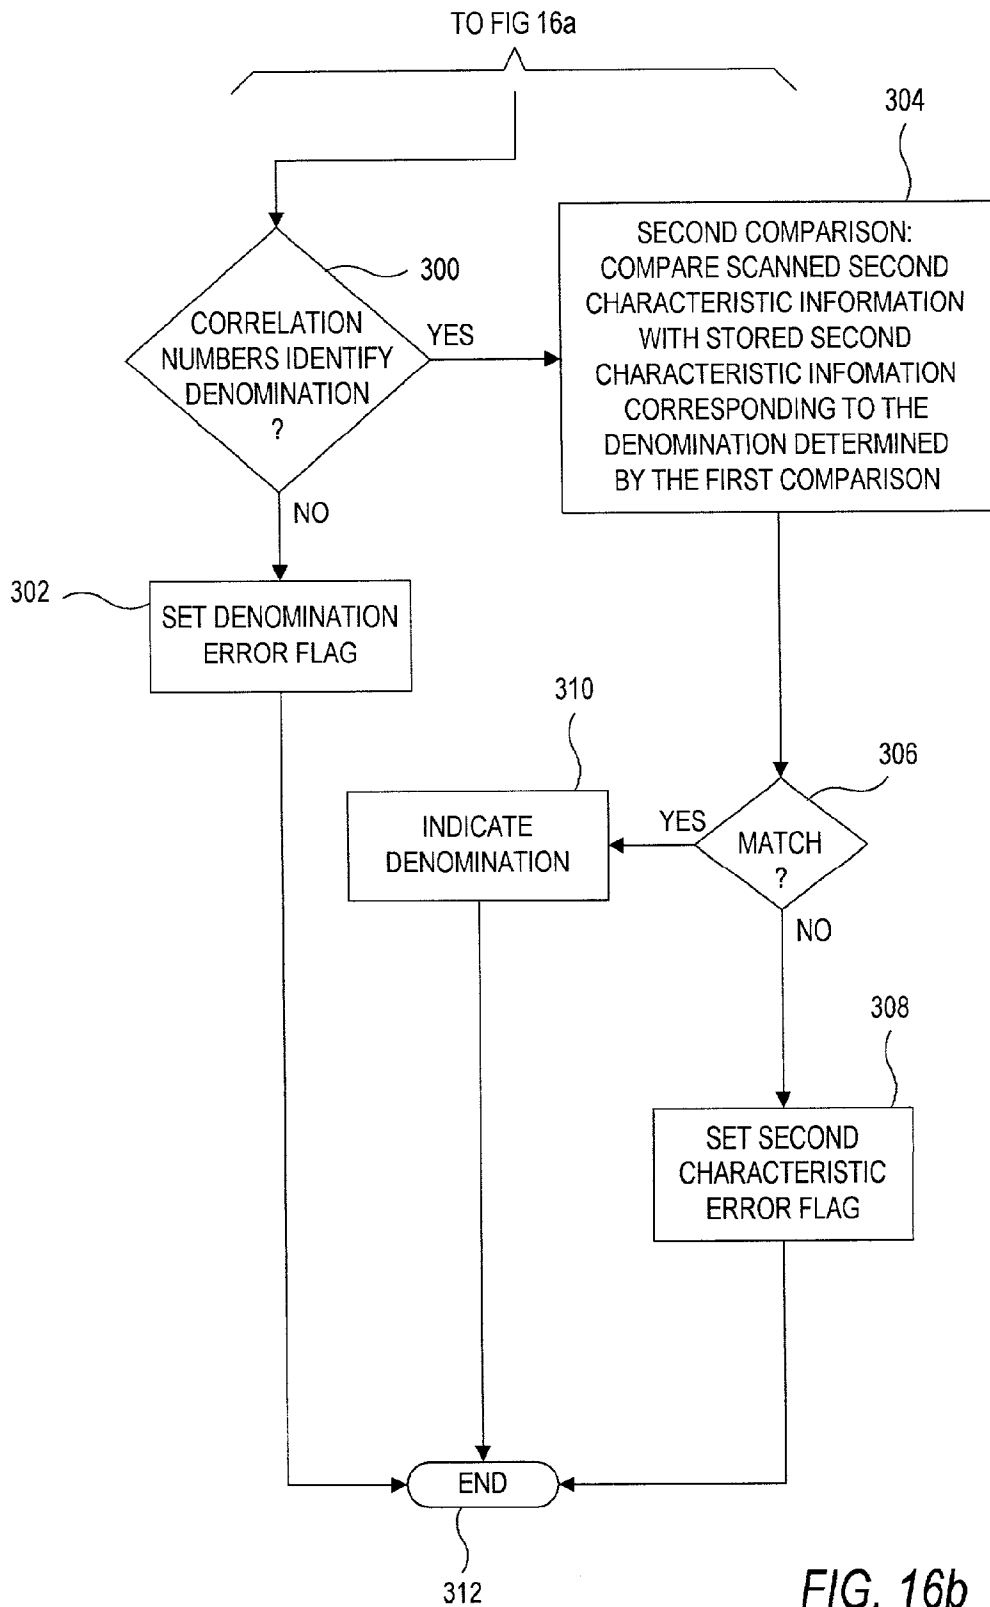 TO FIG 16a
304
300
CORRELATION
NUMBERS IDENTIFY
DENOMINATION
?
YES
NO
SECOND COMPARISON:
COMPARE SCANNED SECOND
CHARACTERISTIC INFORMATION
WITH STORED SECOND
CHARACTERISTIC INFOMATION
CORRESPONDING TO THE
DENOMINATION DETERMINED
BY THE FIRST COMPARISON
302
SET DENOMINATION
ERROR FLAG
310
306
INDICATE
DENOMINATION
YES
MATCH
?
NO
308
SET SECOND
CHARACTERISTIC
ERROR FLAG
END
312
FIG. 16b